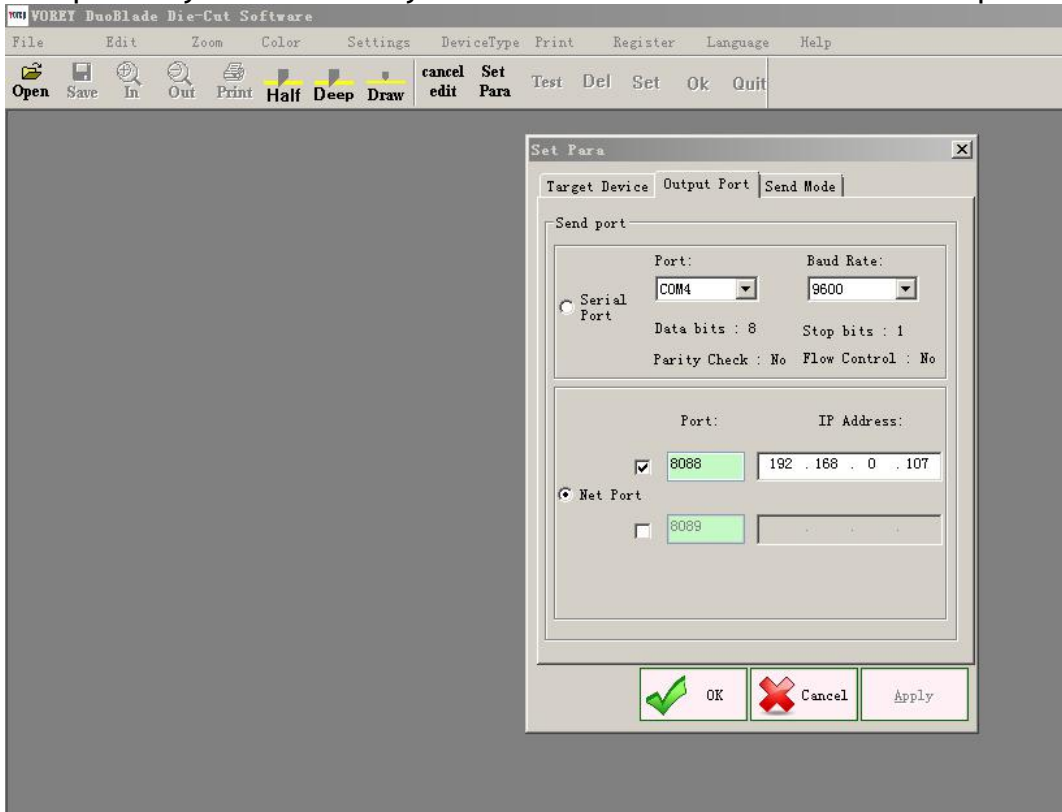 VOREY VOREY DuoBlade Die-Cut Software
File Edit Zoom Color Settings DeviceType Print Register Language Help
Open Save In Out Print Half Deep Draw cancel edit Set Para Test Del Set Ok Quit
Set Para
Target Device Output Port Send Mode
Send port
Port: Baud Rate:
Serial Port COM4 9600
Data bits : 8 Stop bits : 1
Parity Check : No Flow Control : No
Port: IP Address:
8088 192 . 168 . 0 . 107
Net Port
8089 . . .
OK Cancel Apply